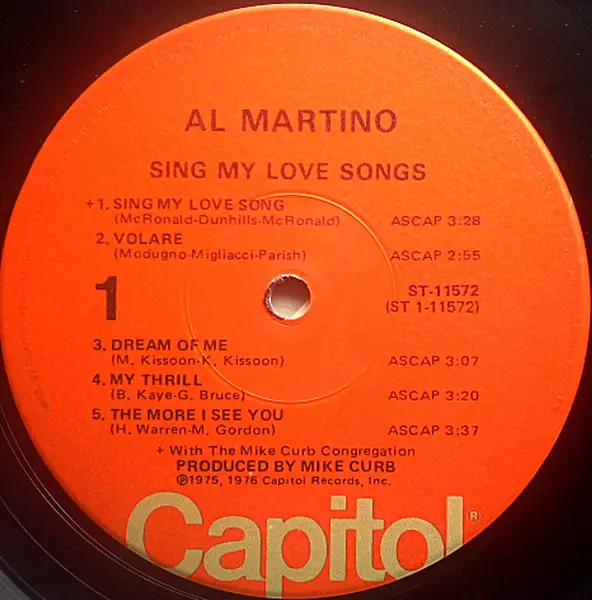 AL MARTINO
SING MY LOVE SONGS
+1. SING MY LOVE SONG
(McRonald-Dunhills-McRonald) ASCAP 3:28
2. VOLARE
(Modugno-Migliacci-Parish) ASCAP 2:55
1
ST-11572
(ST 1-11572)
3. DREAM OF ME
(M. Kissoon-K. Kissoon) ASCAP 3:07
4. MY THRILL
(B. Kaye-G. Bruce) ASCAP 3:20
5. THE MORE I SEE YOU
(H. Warren-M. Gordon) ASCAP 3:37
+ With The Mike Curb Congregation
PRODUCED BY MIKE CURB
℗1975, 1976 Capitol Records, Inc.
Capitol®